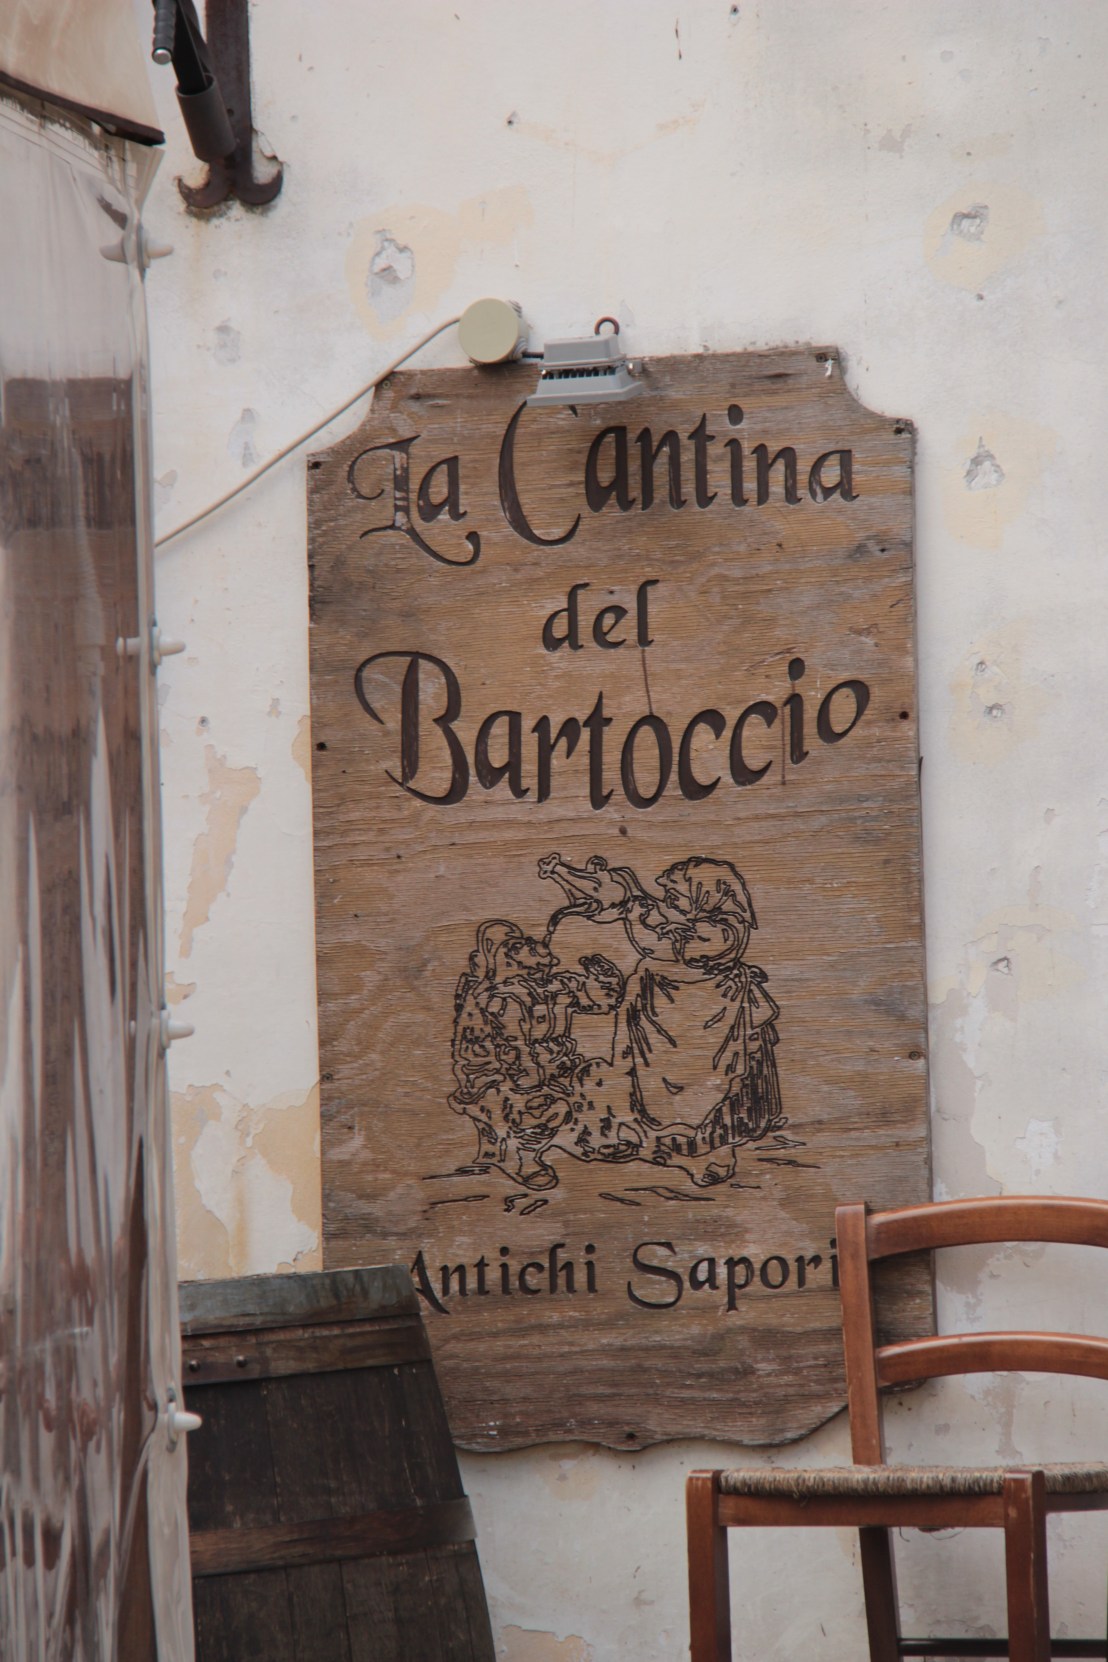 La Cantina
del
Bartoccio
Antichi Sapori